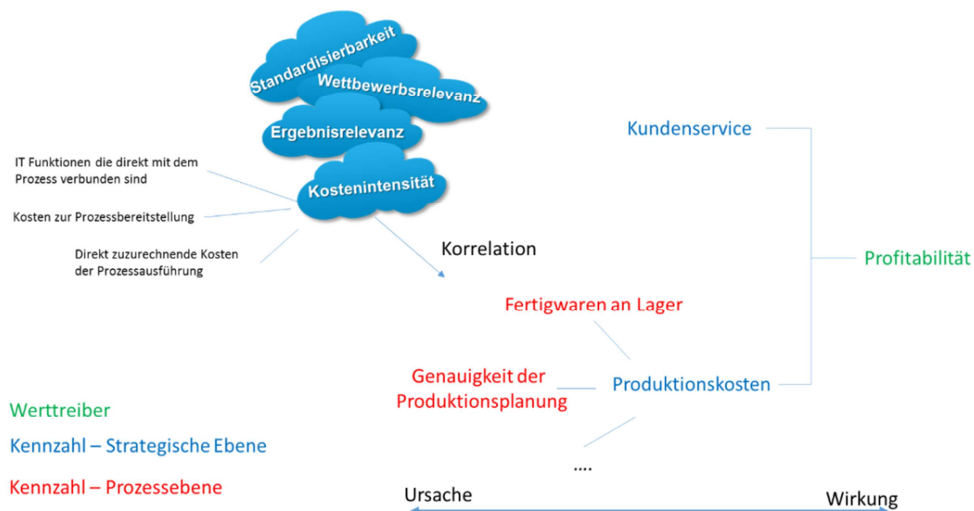 Standardisierbarkeit
Wettbewerbsrelevanz
Ergebnisrelevanz
Kostenintensität
IT Funktionen die direkt mit dem
Prozess verbunden sind
Kosten zur Prozessbereitstellung
Direkt zuzurechnende Kosten
der Prozessausführung
Korrelation
Kundenservice
Profitabilität
Fertigwaren an Lager
Genauigkeit der
Produktionsplanung
Produktionskosten
....
Werttreiber
Kennzahl – Strategische Ebene
Kennzahl – Prozessebene
Ursache
Wirkung